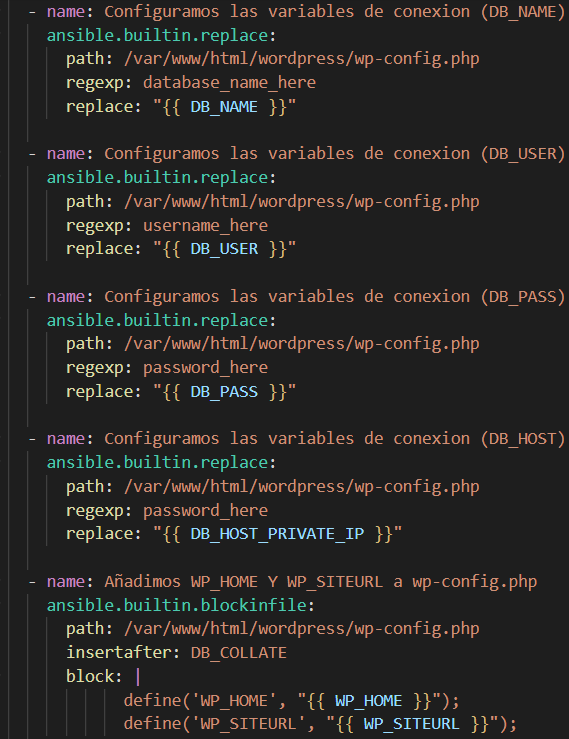 - name: Configuramos las variables de conexion (DB_NAME)
ansible.builtin.replace:
path: /var/www/html/wordpress/wp-config.php
regexp: database_name_here
replace: "{{ DB_NAME }}"
- name: Configuramos las variables de conexion (DB_USER)
ansible.builtin.replace:
path: /var/www/html/wordpress/wp-config.php
regexp: username_here
replace: "{{ DB_USER }}"
- name: Configuramos las variables de conexion (DB_PASS)
ansible.builtin.replace:
path: /var/www/html/wordpress/wp-config.php
regexp: password_here
replace: "{{ DB_PASS }}"
- name: Configuramos las variables de conexion (DB_HOST)
ansible.builtin.replace:
path: /var/www/html/wordpress/wp-config.php
regexp: password_here
replace: "{{ DB_HOST_PRIVATE_IP }}"
- name: Añadimos WP_HOME Y WP_SITEURL a wp-config.php
ansible.builtin.blockinfile:
path: /var/www/html/wordpress/wp-config.php
insertafter: DB_COLLATE
block: |
define('WP_HOME', "{{ WP_HOME }}");
define('WP_SITEURL', "{{ WP_SITEURL }}");